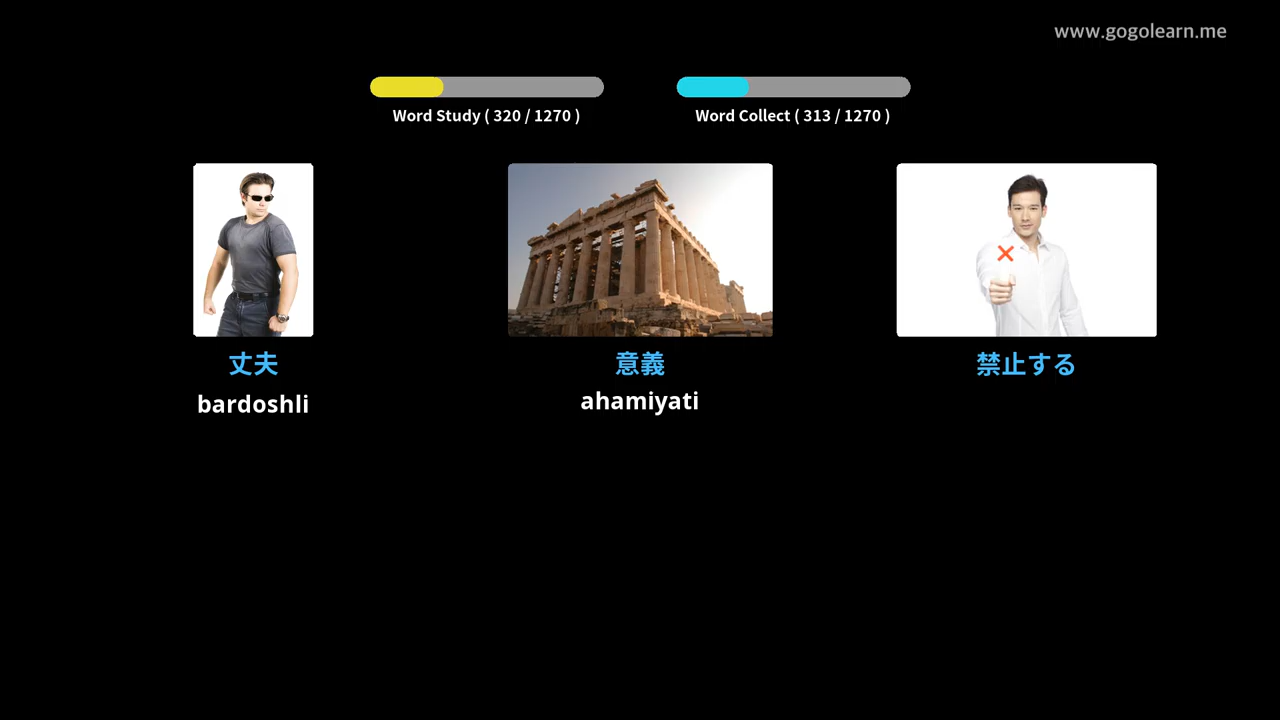 www.gogolearn.me
Word Study ( 320 / 1270 )
Word Collect ( 313 / 1270 )
丈夫
意義
禁止する
bardoshli
ahamiyati